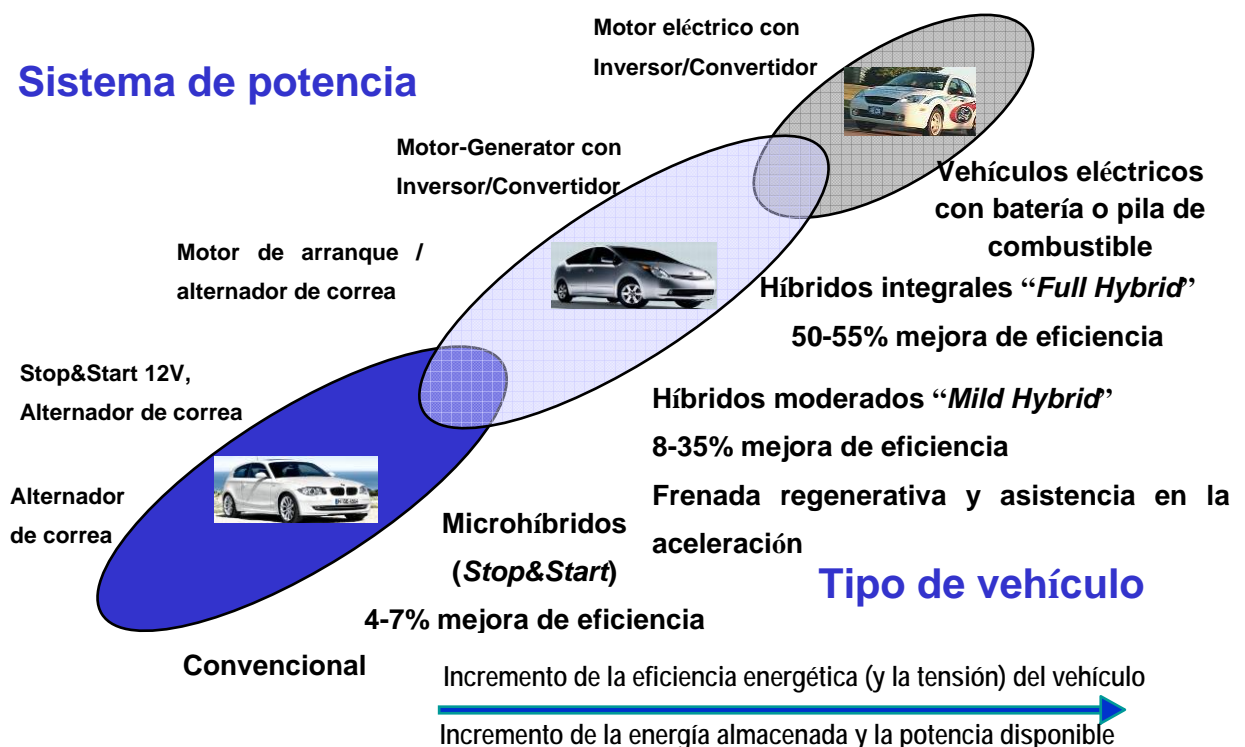 Motor eléctrico con
Inversor/Convertidor
Sistema de potencia
Motor-Generator con
Inversor/Convertidor
Vehículos eléctricos
con batería o pila de
combustible
Motor de arranque /
alternador de correa
Híbridos integrales “Full Hybrid”
50-55% mejora de eficiencia
Stop&Start 12V,
Alternador de correa
Híbridos moderados “Mild Hybrid”
8-35% mejora de eficiencia
Frenada regenerativa y asistencia en la
aceleración
Alternador
de correa
Microhíbridos
(Stop&Start)
4-7% mejora de eficiencia
Tipo de vehículo
Convencional
Incremento de la eficiencia energética (y la tensión) del vehículo
Incremento de la energía almacenada y la potencia disponible